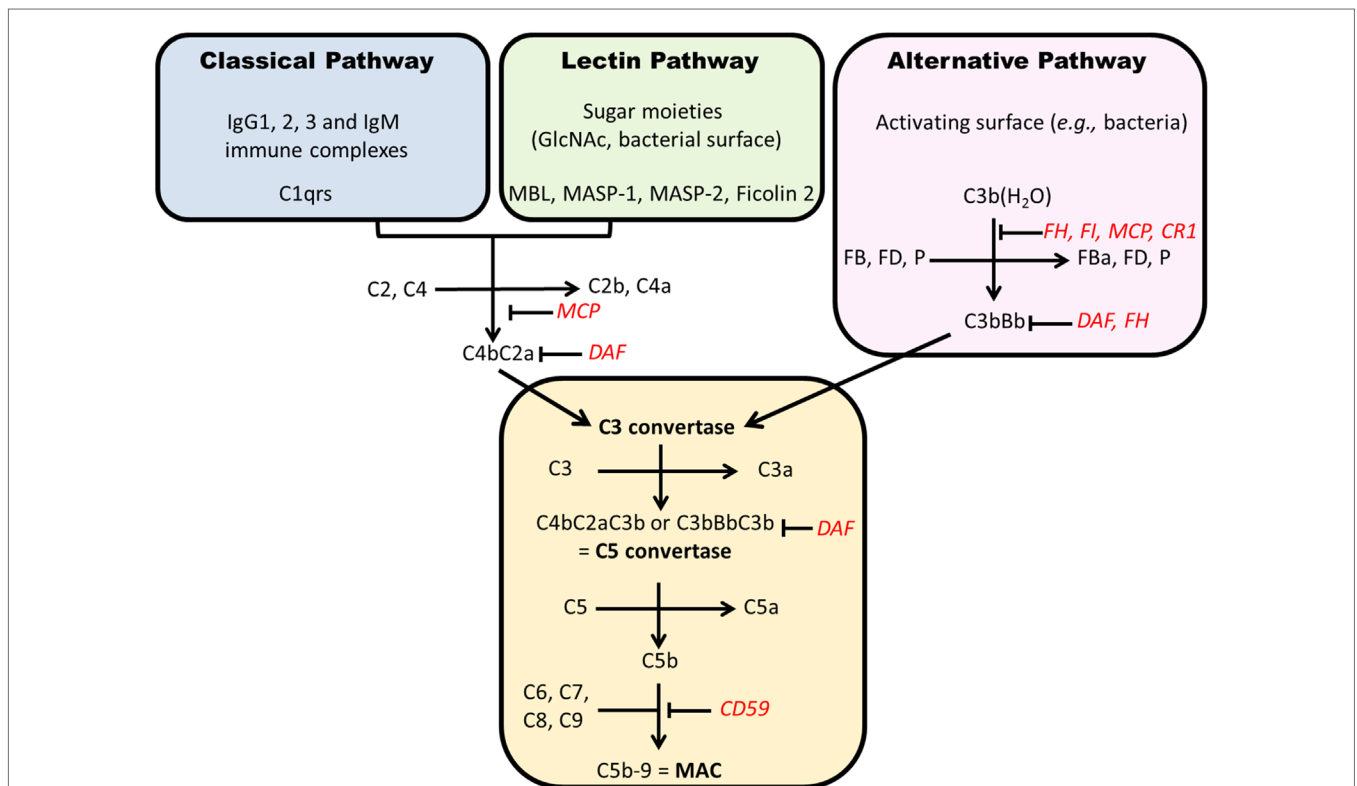 Classical Pathway
IgG1, 2, 3 and IgM
immune complexes
C1qrs
Lectin Pathway
Sugar moieties
(GlcNAc, bacterial surface)
MBL, MASP-1, MASP-2, Ficolin 2
Alternative Pathway
Activating surface (e.g., bacteria)
C3b(H₂O)
FH, FI, MCP, CR1
FB, FD, P
FBa, FD, P
C3bBb
DAF, FH
C2, C4
C2b, C4a
MCP
C4bC2a
DAF
C3 convertase
C3
C3a
C4bC2aC3b or C3bBbC3b
DAF
= C5 convertase
C5
C5a
C5b
C6, C7,
C8, C9
CD59
C5b-9 = MAC